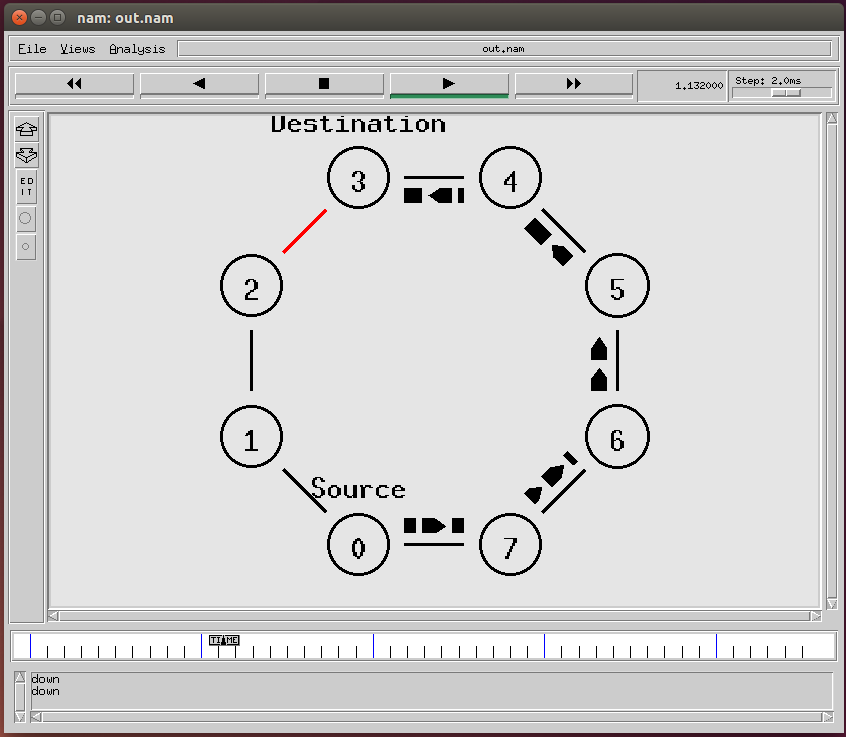 nam: out.nam
File Views Analysis out.nam
1.132000 Step: 2.0ms
ED
IT
Destination
3 4
2 5
1 6
Source
0 7
TIME
down
down